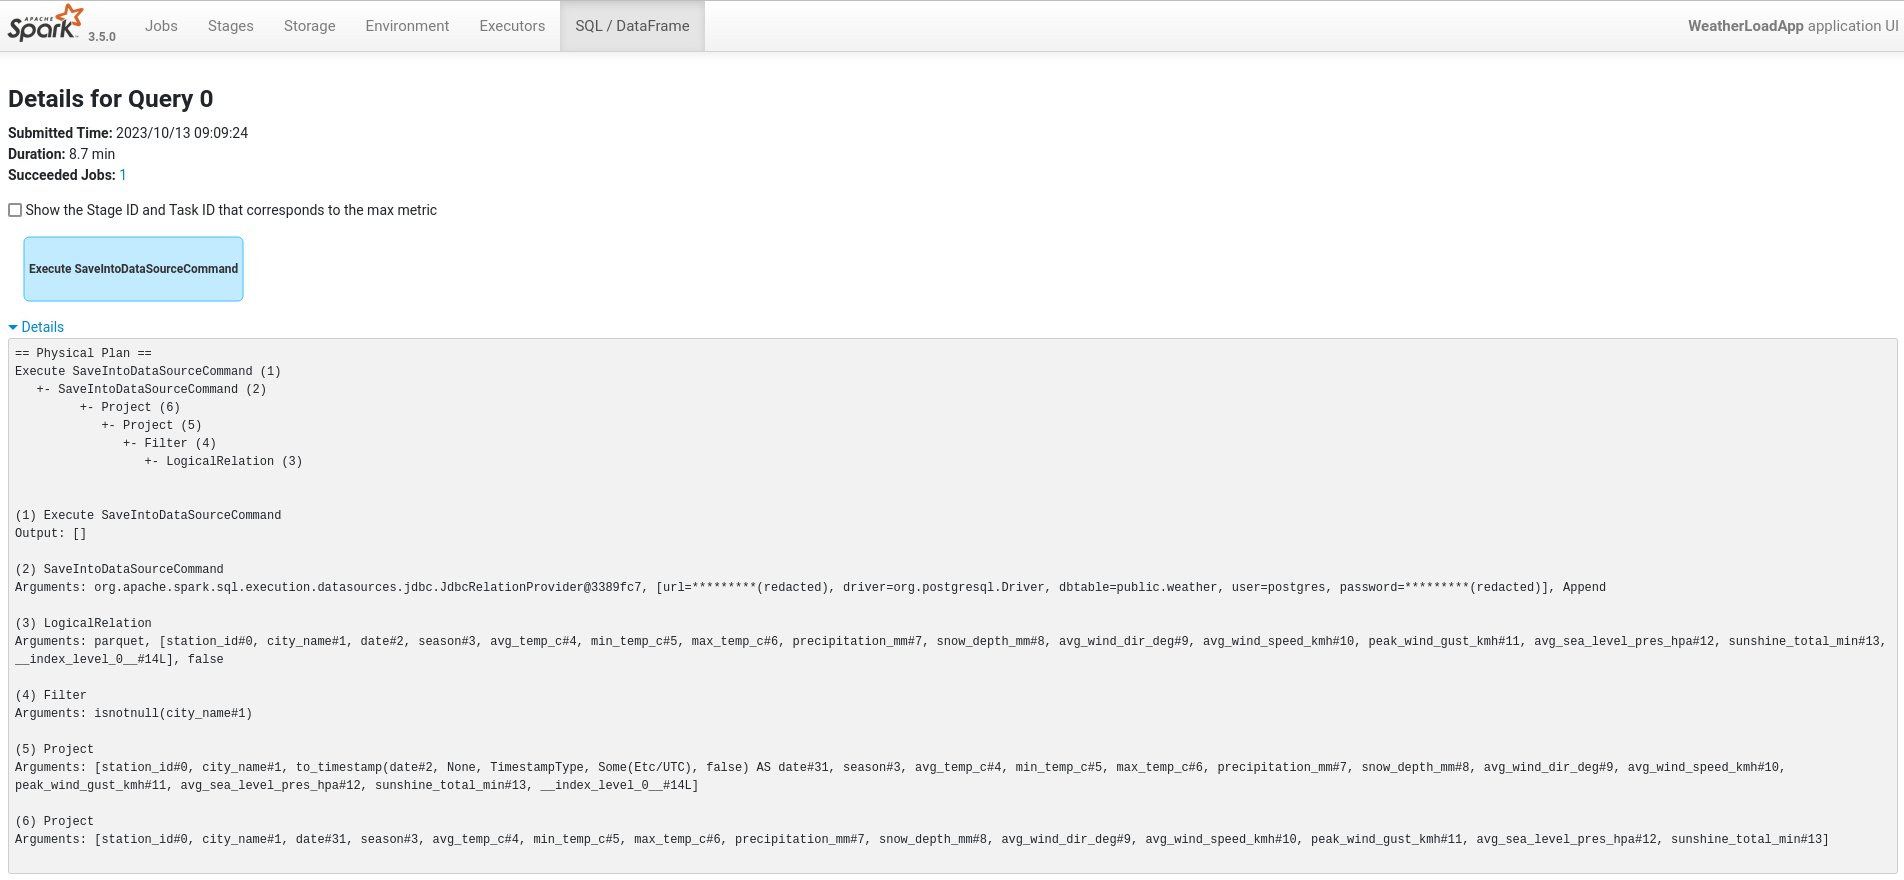 APACHE
Spark 3.5.0 Jobs Stages Storage Environment Executors SQL / DataFrame WeatherLoadApp application UI
Details for Query 0
Submitted Time: 2023/10/13 09:09:24
Duration: 8.7 min
Succeeded Jobs: 1
Show the Stage ID and Task ID that corresponds to the max metric
Execute SaveIntoDataSourceCommand
Details
== Physical Plan ==
Execute SaveIntoDataSourceCommand (1)
   +- SaveIntoDataSourceCommand (2)
         +- Project (6)
            +- Project (5)
               +- Filter (4)
                  +- LogicalRelation (3)
(1) Execute SaveIntoDataSourceCommand
Output: []
(2) SaveIntoDataSourceCommand
Arguments: org.apache.spark.sql.execution.datasources.jdbc.JdbcRelationProvider@3389fc7, [url=*********(redacted), driver=org.postgresql.Driver, dbtable=public.weather, user=postgres, password=*********(redacted)], Append
(3) LogicalRelation
Arguments: parquet, [station_id#0, city_name#1, date#2, season#3, avg_temp_c#4, min_temp_c#5, max_temp_c#6, precipitation_mm#7, snow_depth_mm#8, avg_wind_dir_deg#9, avg_wind_speed_kmh#10, peak_wind_gust_kmh#11, avg_sea_level_pres_hpa#12, sunshine_total_min#13,
__index_level_0__#14L], false
(4) Filter
Arguments: isnotnull(city_name#1)
(5) Project
Arguments: [station_id#0, city_name#1, to_timestamp(date#2, None, TimestampType, Some(Etc/UTC), false) AS date#31, season#3, avg_temp_c#4, min_temp_c#5, max_temp_c#6, precipitation_mm#7, snow_depth_mm#8, avg_wind_dir_deg#9, avg_wind_speed_kmh#10,
peak_wind_gust_kmh#11, avg_sea_level_pres_hpa#12, sunshine_total_min#13, __index_level_0__#14L]
(6) Project
Arguments: [station_id#0, city_name#1, date#31, season#3, avg_temp_c#4, min_temp_c#5, max_temp_c#6, precipitation_mm#7, snow_depth_mm#8, avg_wind_dir_deg#9, avg_wind_speed_kmh#10, peak_wind_gust_kmh#11, avg_sea_level_pres_hpa#12, sunshine_total_min#13]